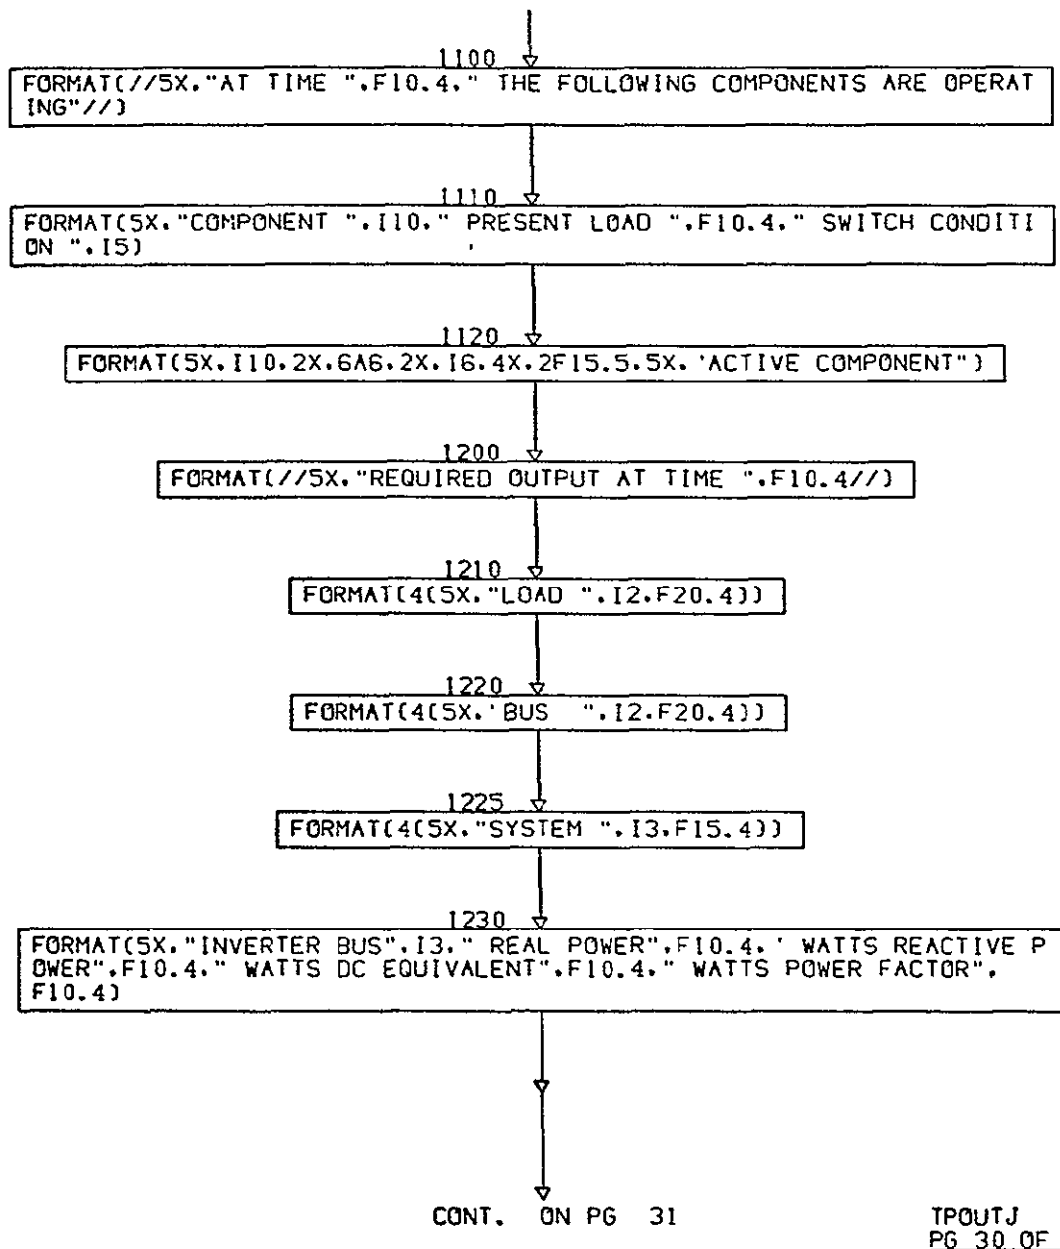 1100
FORMAT(//5X."AT TIME ".F10.4." THE FOLLOWING COMPONENTS ARE OPERAT
ING"//)
1110
FORMAT(5X."COMPONENT ".I10." PRESENT LOAD ".F10.4." SWITCH CONDITI
ON ".I5)
1120
FORMAT(5X.I10.2X.6A6.2X.I6.4X.2F15.5.5X.'ACTIVE COMPONENT")
1200
FORMAT(//5X."REQUIRED OUTPUT AT TIME ".F10.4//)
1210
FORMAT(4(5X."LOAD ".I2.F20.4))
1220
FORMAT(4(5X.'BUS  ".I2.F20.4))
1225
FORMAT(4(5X."SYSTEM ".I3.F15.4))
1230
FORMAT(5X."INVERTER BUS".I3." REAL POWER".F10.4.' WATTS REACTIVE P
OWER".F10.4." WATTS DC EQUIVALENT".F10.4." WATTS POWER FACTOR".
F10.4)
CONT. ON PG 31
TPOUTJ
PG 30 OF